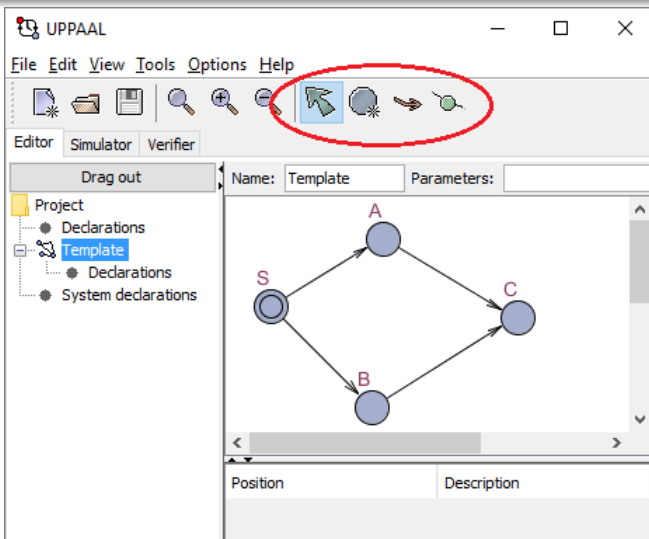 UPPAAL
File Edit View Tools Options Help
Editor Simulator Verifier
Drag out
Name: Template Parameters:
Project
Declarations
Template
Declarations
System declarations
A
S
C
B
Position Description